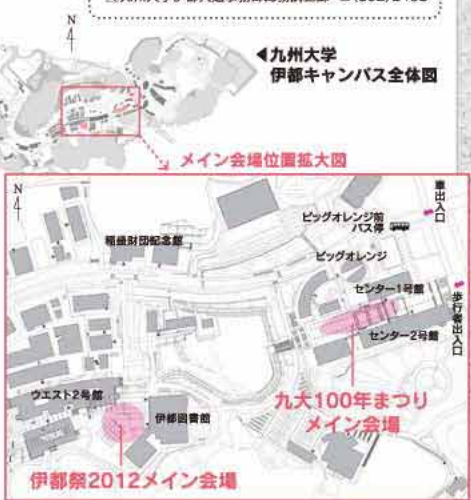 N
◀九州大学
伊都キャンパス全体図
メイン会場位置拡大図
N
車出入口
ビッグオレンジ前
バス停
稲盛財団記念館
ビッグオレンジ
センター1号館
歩行者出入口
センター2号館
九大100年まつり
メイン会場
ウエスト2号館
伊都図書館
伊都祭2012メイン会場